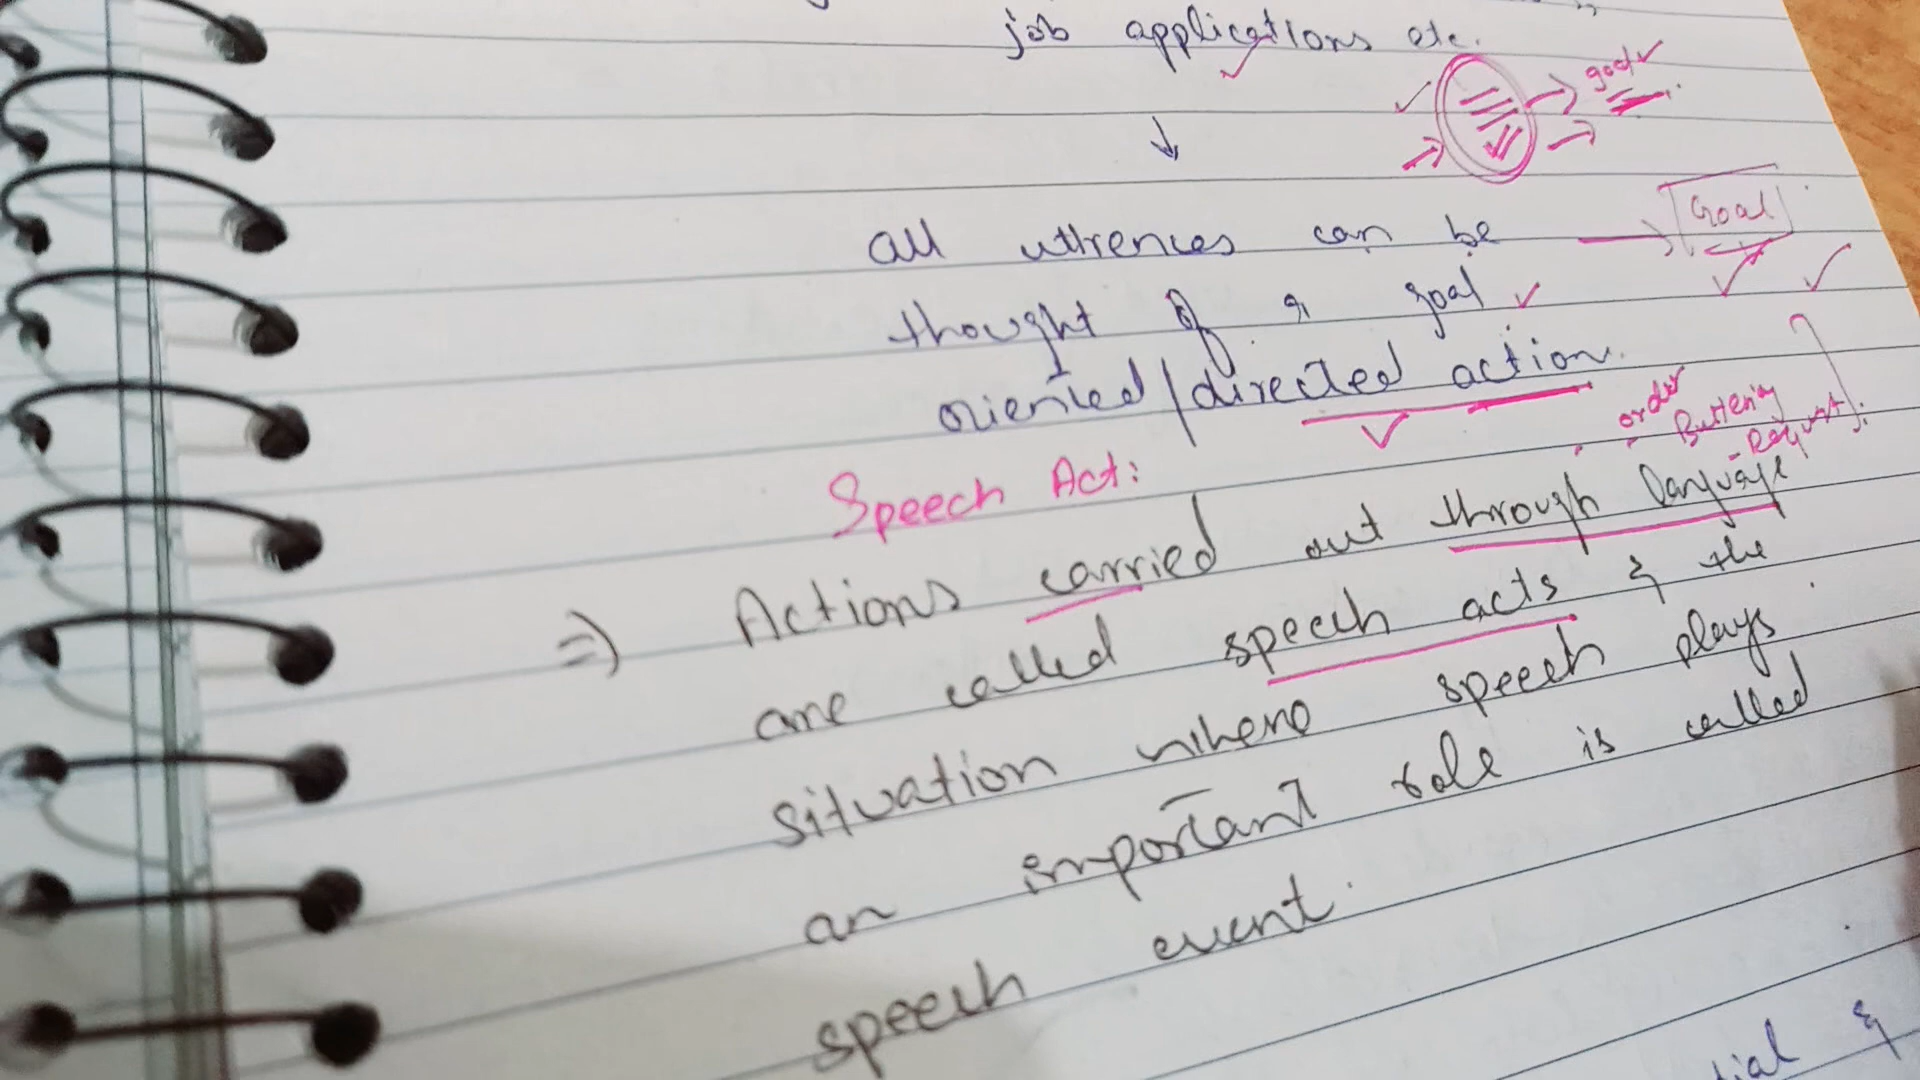 job applications etc.
goal
all uttrences can be
Goal
thought of a goal
oriented/directed action.
order
Buttering
- Request
Speech Act:
=) Actions carried out through language
are called speech acts & the
situation where speech plays
an important role is called
speech event.
&